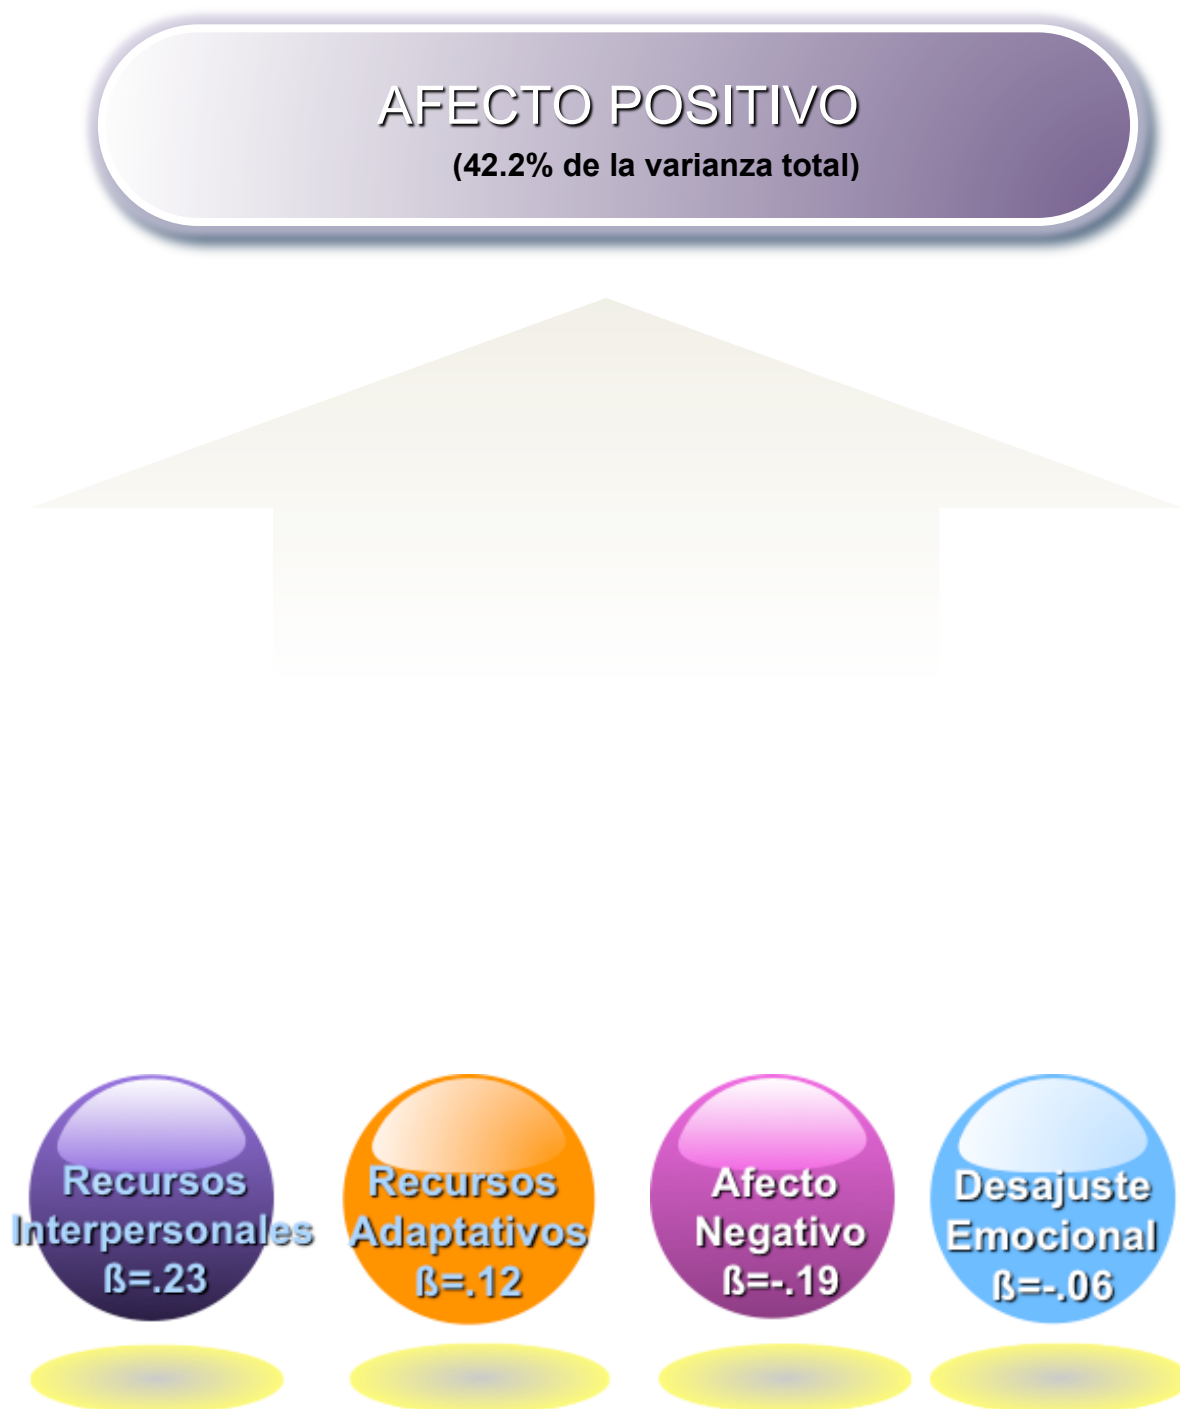 AFECTO POSITIVO
(42.2% de la varianza total)
Recursos
Interpersonales
ß=.23
Recursos
Adaptativos
ß=.12
Afecto
Negativo
ß=-.19
Desajuste
Emocional
ß=-.06